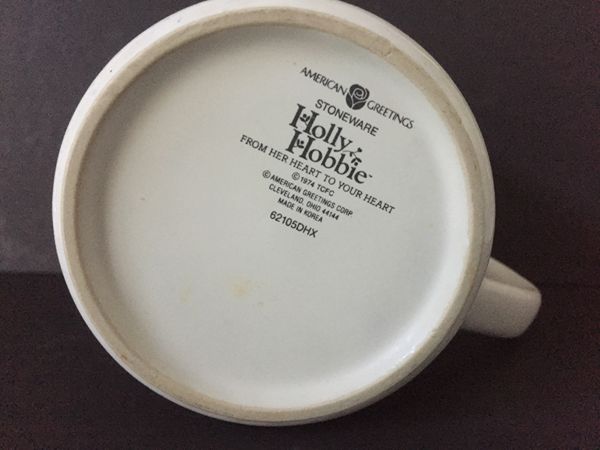 AMERICAN GREETINGS
STONEWARE
Holly
Hobbie™
FROM HER HEART TO YOUR HEART
© 1974 TCFC
© AMERICAN GREETINGS CORP
CLEVELAND, OHIO 44144
MADE IN KOREA
62105DHX